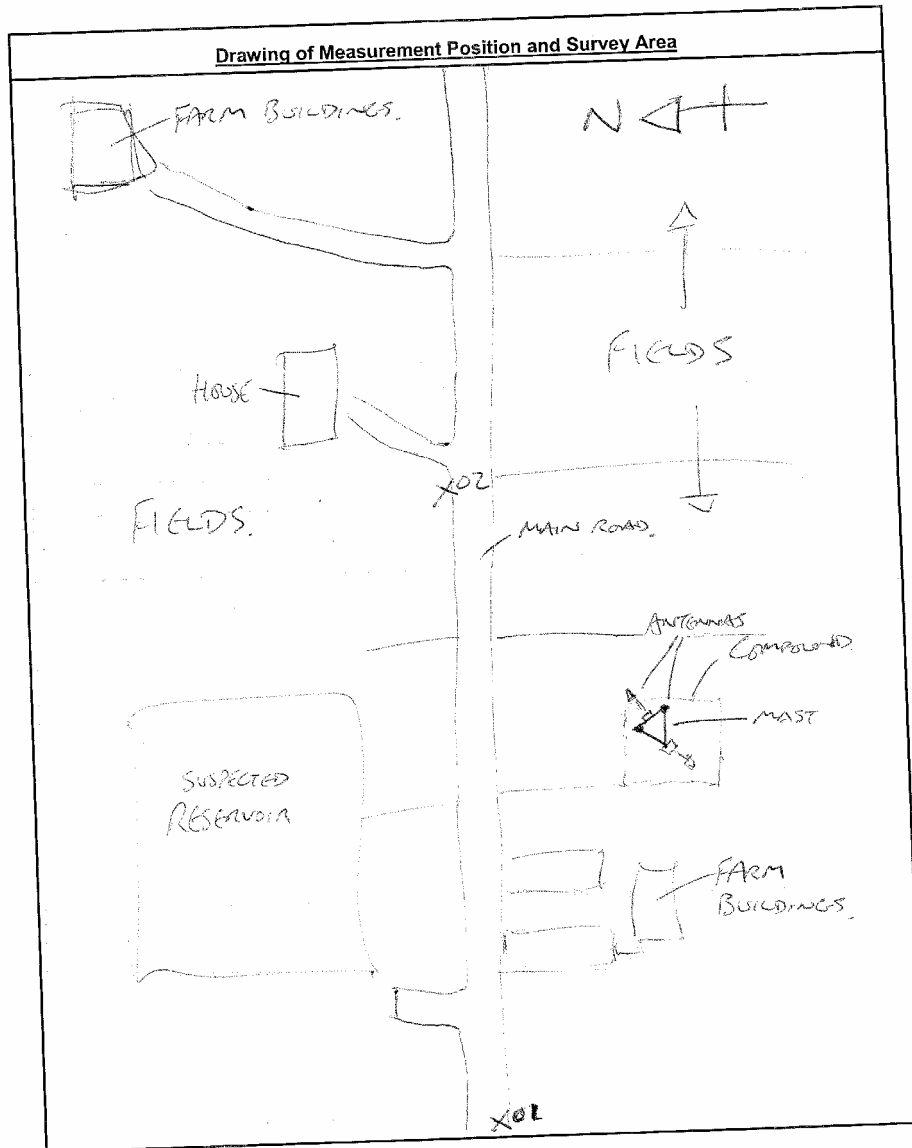 Drawing of Measurement Position and Survey Area
FARM BUILDINGS.
N
FIELDS
HOUSE
X02
FIELDS.
MAIN ROAD.
ANTENNAS
COMPOUND.
MAST
SUSPECTED
RESERVOIR
FARM
BUILDINGS.